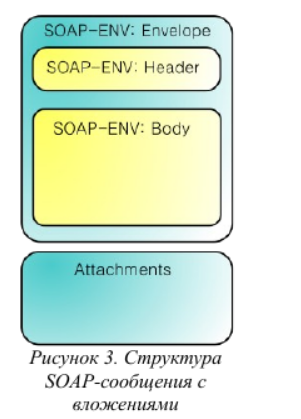 SOAP-ENV: Envelope
SOAP-ENV: Header
SOAP-ENV: Body
Attachments
Рисунок 3. Структура
SOAP-сообщения с
вложениями